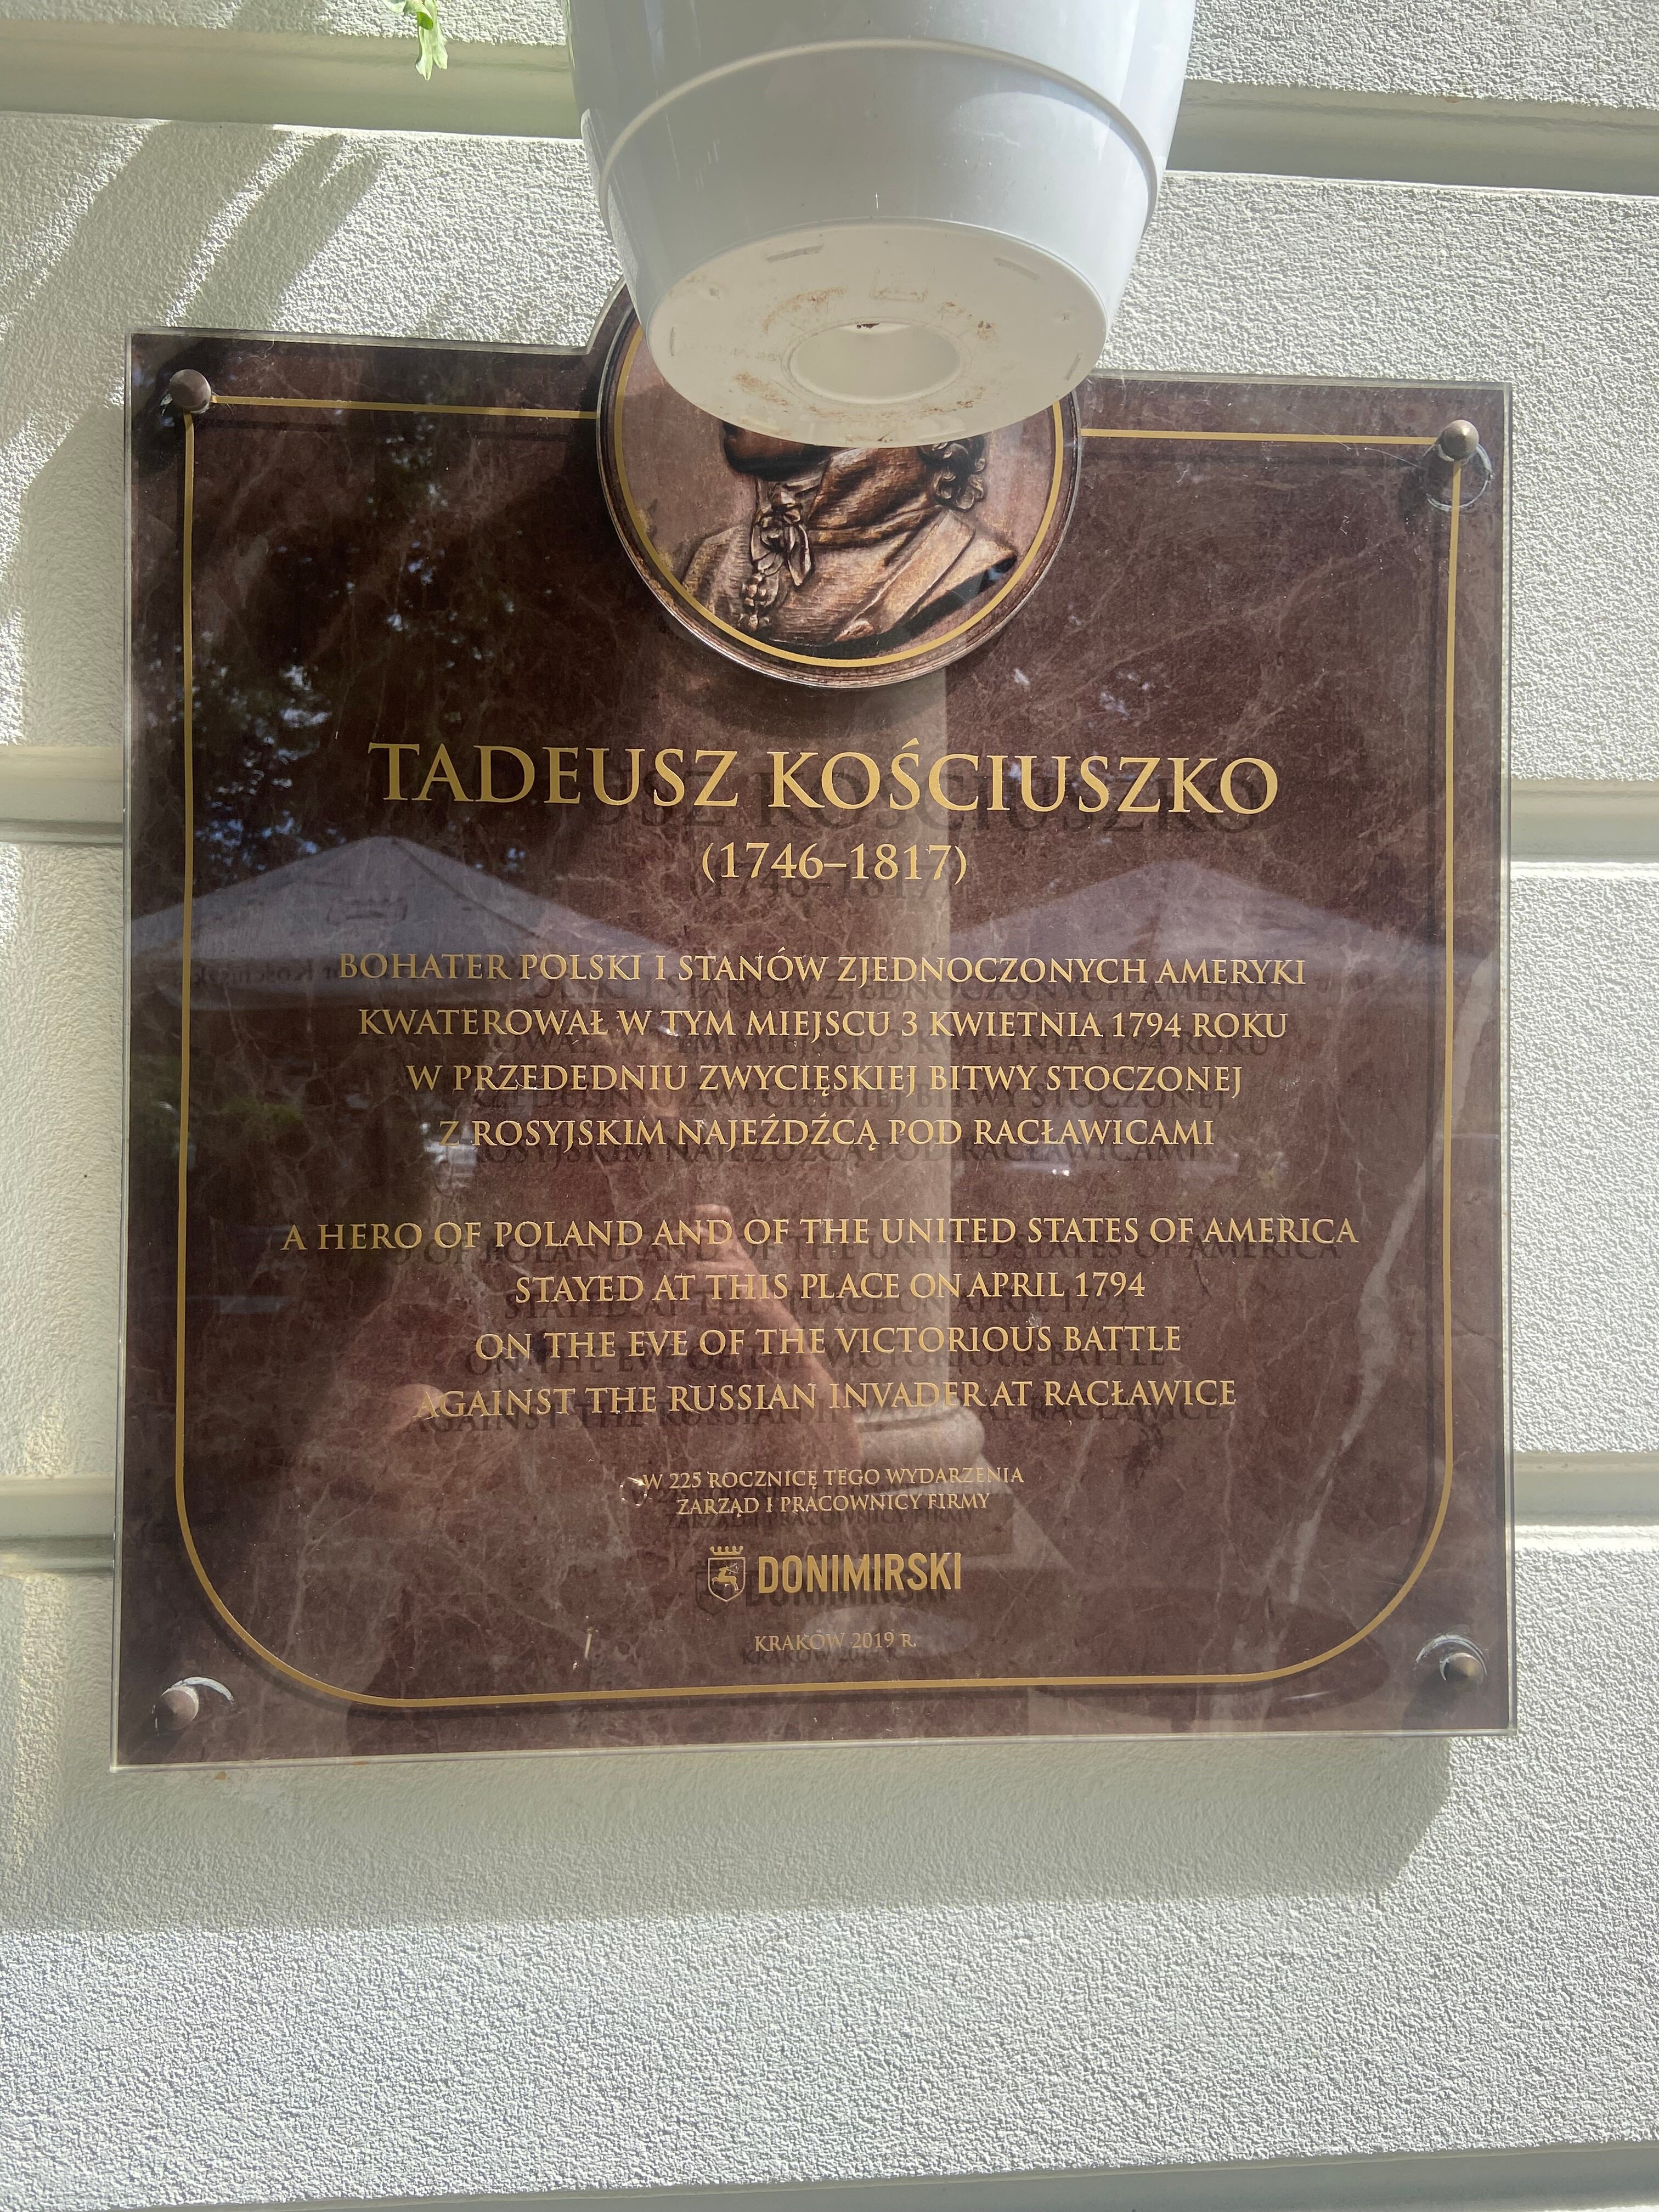 TADEUSZ KOŚCIUSZKO
(1746–1817)
BOHATER POLSKI I STANÓW ZJEDNOCZONYCH AMERYKI
KWATEROWAŁ W TYM MIEJSCU 3 KWIETNIA 1794 ROKU
W PRZEDEDNIU ZWYCIĘSKIEJ BITWY STOCZONEJ
Z ROSYJSKIM NAJEŹDŹCĄ POD RACŁAWICAMI
A HERO OF POLAND AND OF THE UNITED STATES OF AMERICA
STAYED AT THIS PLACE ON APRIL 1794
ON THE EVE OF THE VICTORIOUS BATTLE
AGAINST THE RUSSIAN INVADER AT RACŁAWICE
W 225 ROCZNICĘ TEGO WYDARZENIA
ZARZĄD I PRACOWNICY FIRMY
DONIMIRSKI
KRAKÓW 2019 R.